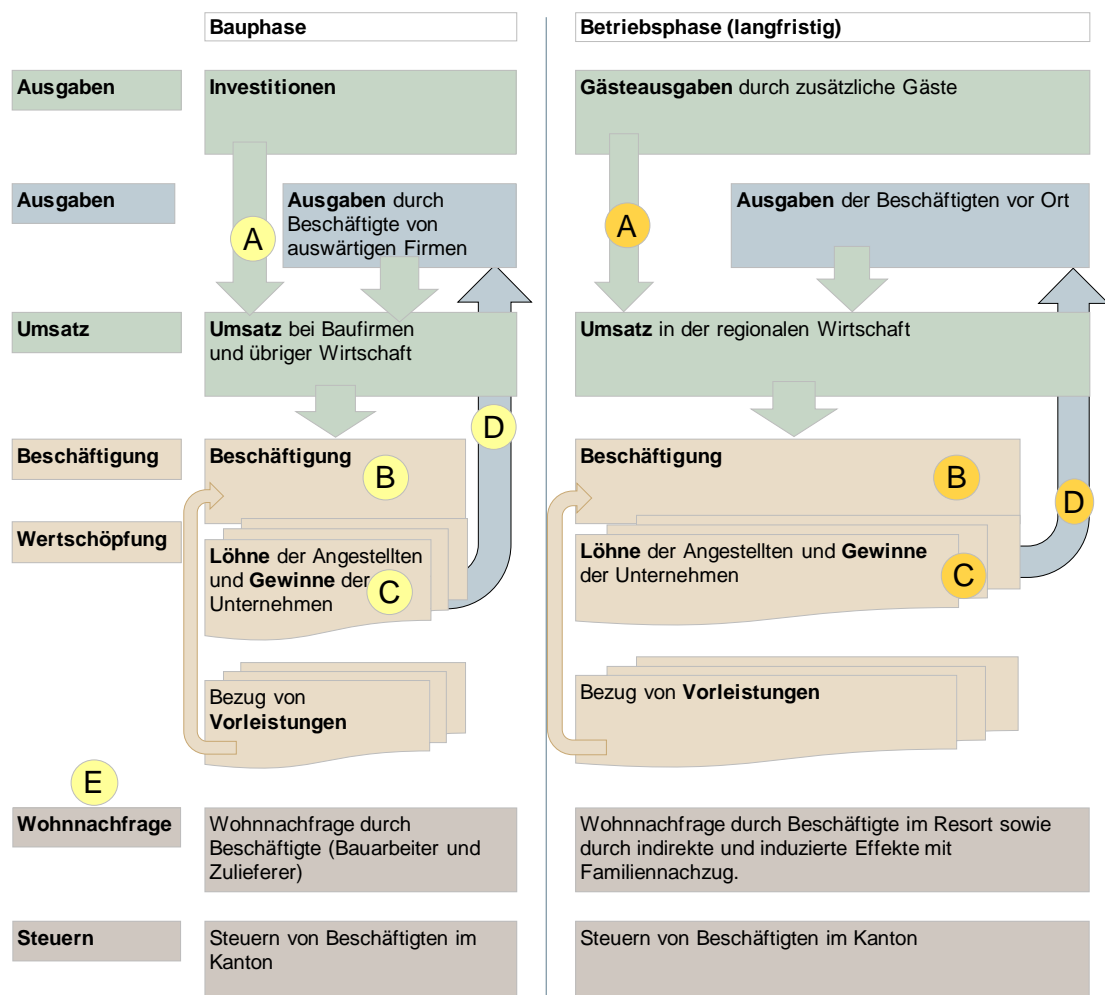 Bauphase
Betriebsphase (langfristig)
Ausgaben
Investitionen
Gästeausgaben durch zusätzliche Gäste
Ausgaben
Ausgaben durch
Beschäftigte von
auswärtigen Firmen
Ausgaben der Beschäftigten vor Ort
A
A
Umsatz
Umsatz bei Baufirmen
und übriger Wirtschaft
Umsatz in der regionalen Wirtschaft
D
Beschäftigung
Beschäftigung
B
Beschäftigung
B
D
Wertschöpfung
Löhne der Angestellten
und Gewinne der
Unternehmen
C
Löhne der Angestellten und Gewinne
der Unternehmen
C
Bezug von
Vorleistungen
Bezug von Vorleistungen
E
Wohnnachfrage
Wohnnachfrage durch
Beschäftigte (Bauarbeiter und
Zulieferer)
Wohnnachfrage durch Beschäftigte im Resort sowie
durch indirekte und induzierte Effekte mit
Familiennachzug.
Steuern
Steuern von Beschäftigten im
Kanton
Steuern von Beschäftigten im Kanton